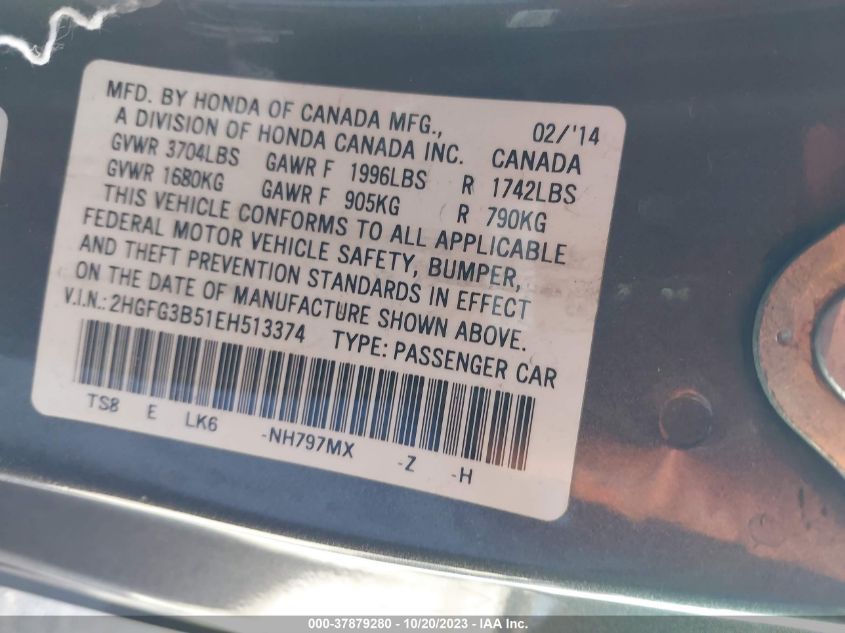 MFD. BY HONDA OF CANADA MFG., 02/'14
A DIVISION OF HONDA CANADA INC. CANADA
GVWR 3704LBS GAWR F 1996LBS R 1742LBS
GVWR 1680KG GAWR F 905KG R 790KG
THIS VEHICLE CONFORMS TO ALL APPLICABLE
FEDERAL MOTOR VEHICLE SAFETY, BUMPER,
AND THEFT PREVENTION STANDARDS IN EFFECT
ON THE DATE OF MANUFACTURE SHOWN ABOVE.
V.I.N.: 2HGFG3B51EH513374 TYPE: PASSENGER CAR
TS8 E LK6 -NH797MX -Z -H
000-37879280 - 10/20/2023 - IAA Inc.